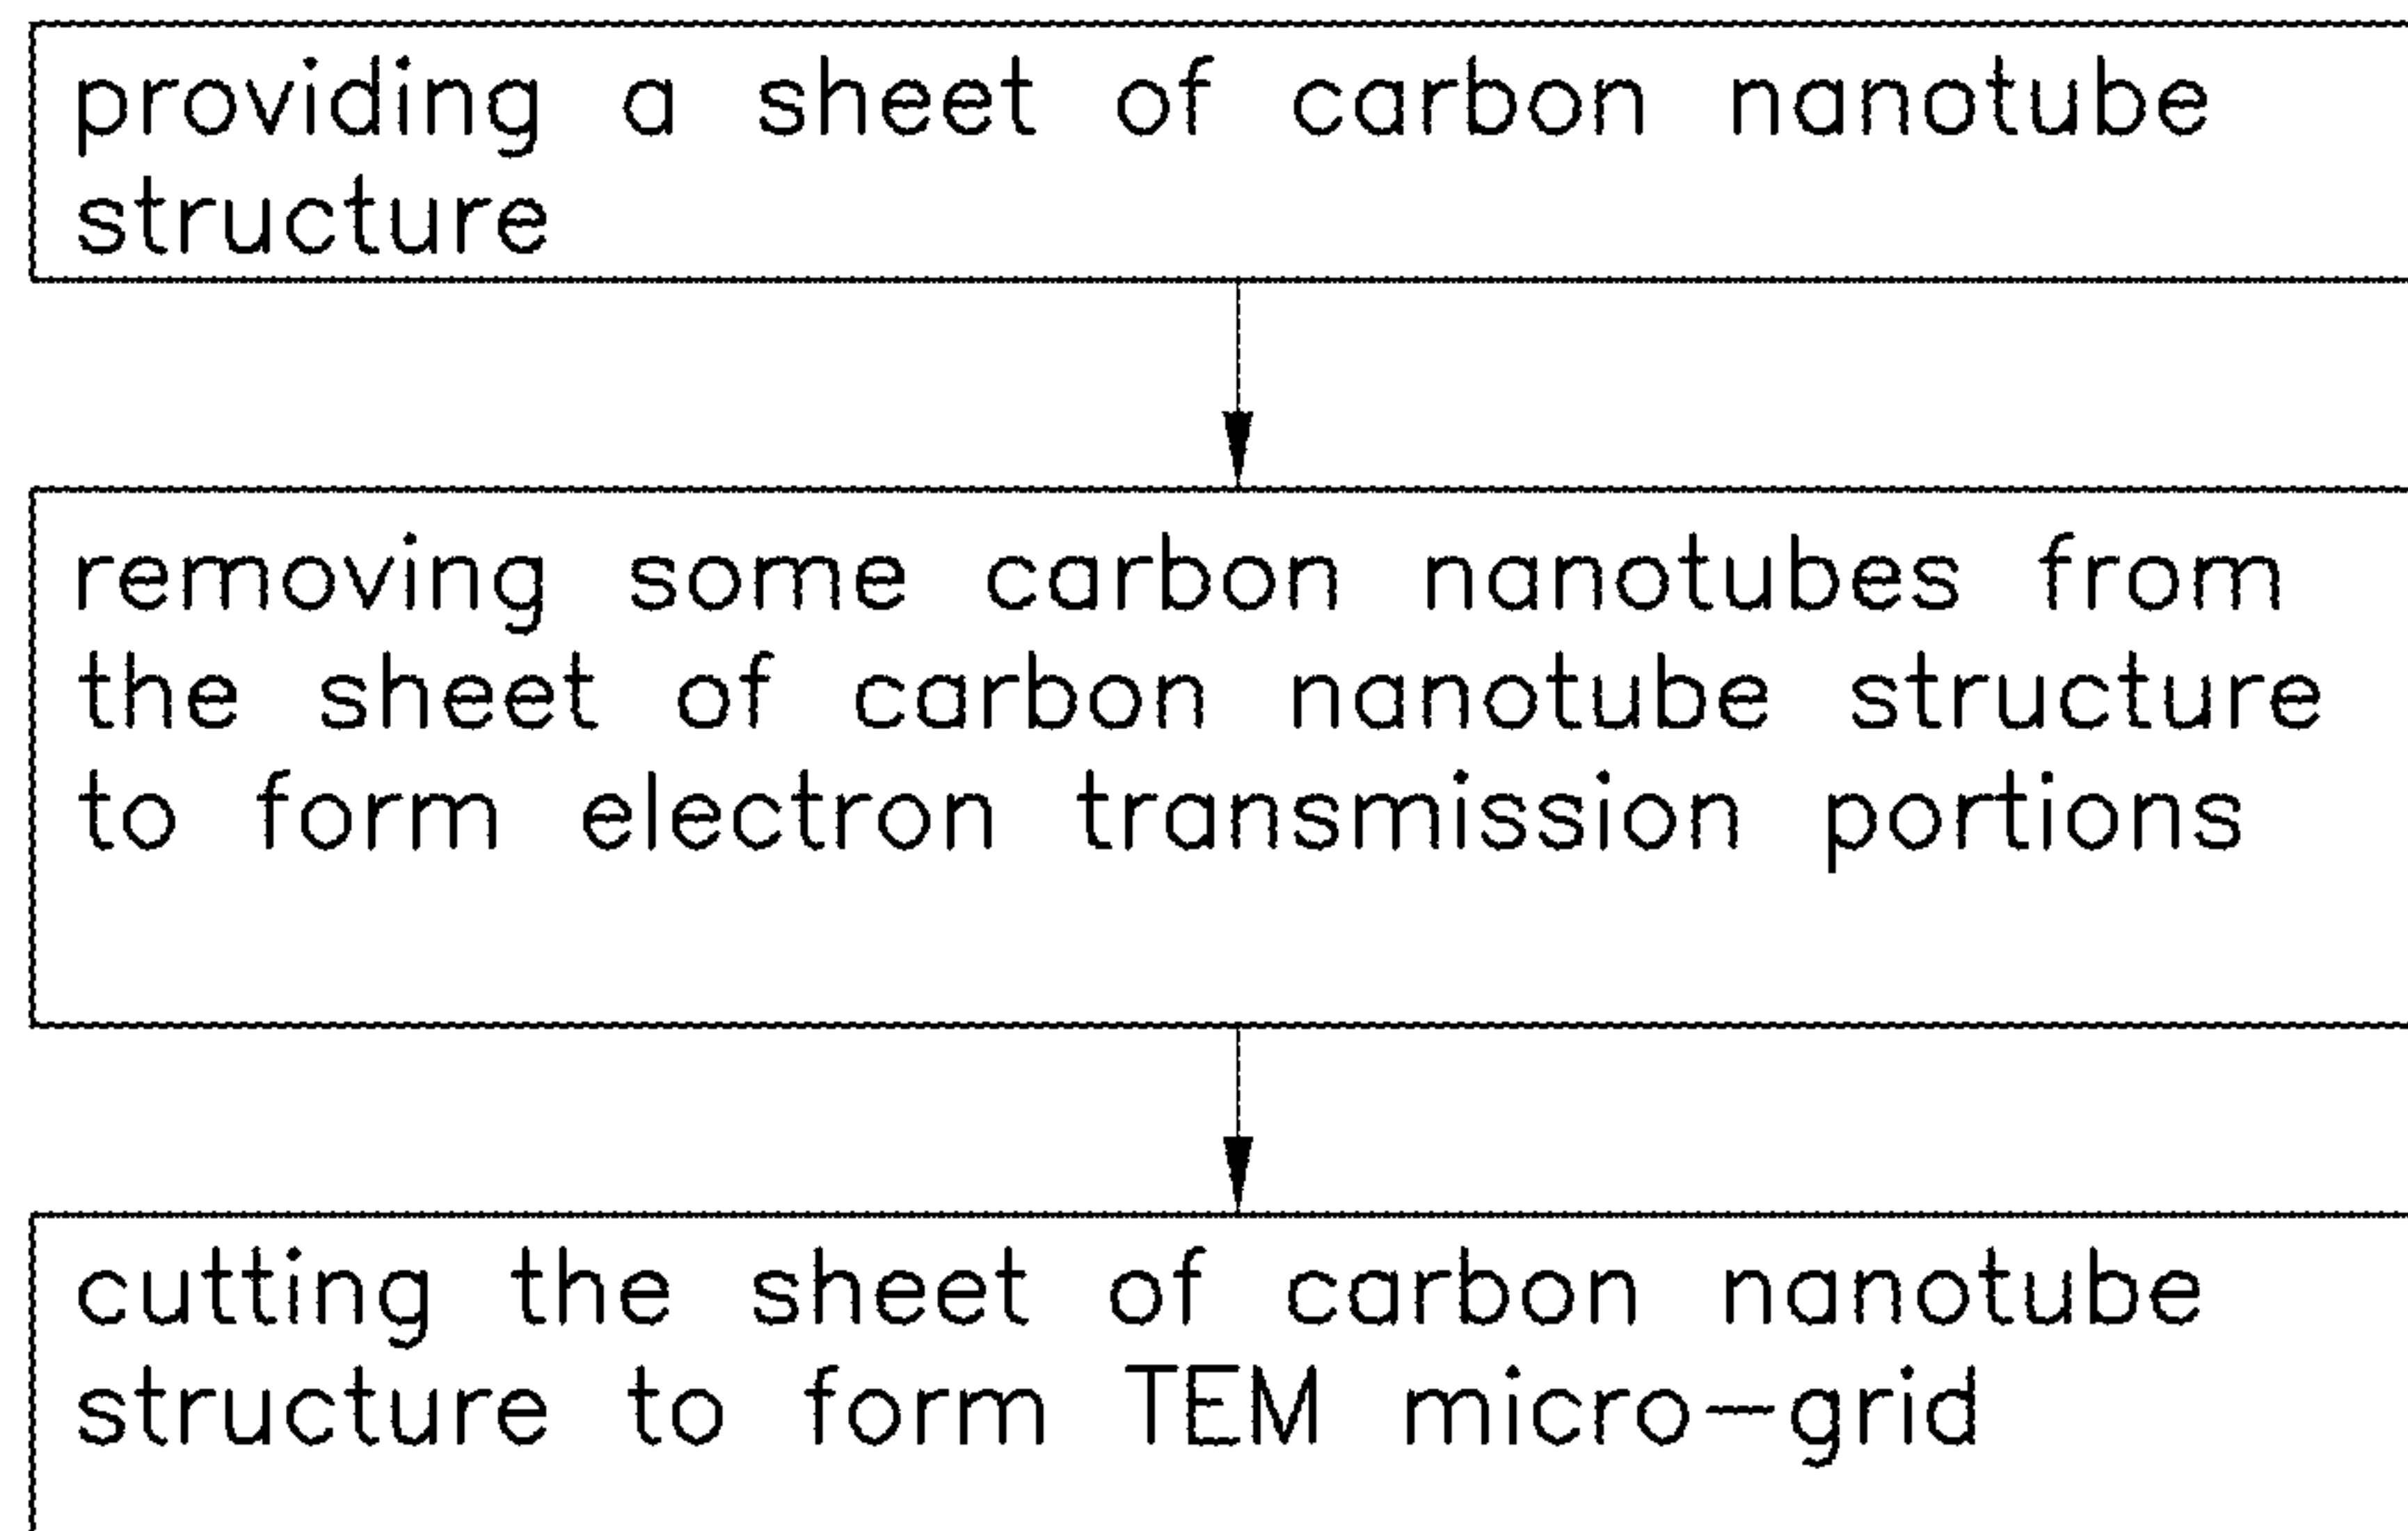 providing a sheet of carbon nanotube
structure
removing some carbon nanotubes from
the sheet of carbon nanotube structure
to form electron transmission portions
cutting the sheet of carbon nanotube
structure to form TEM micro-grid